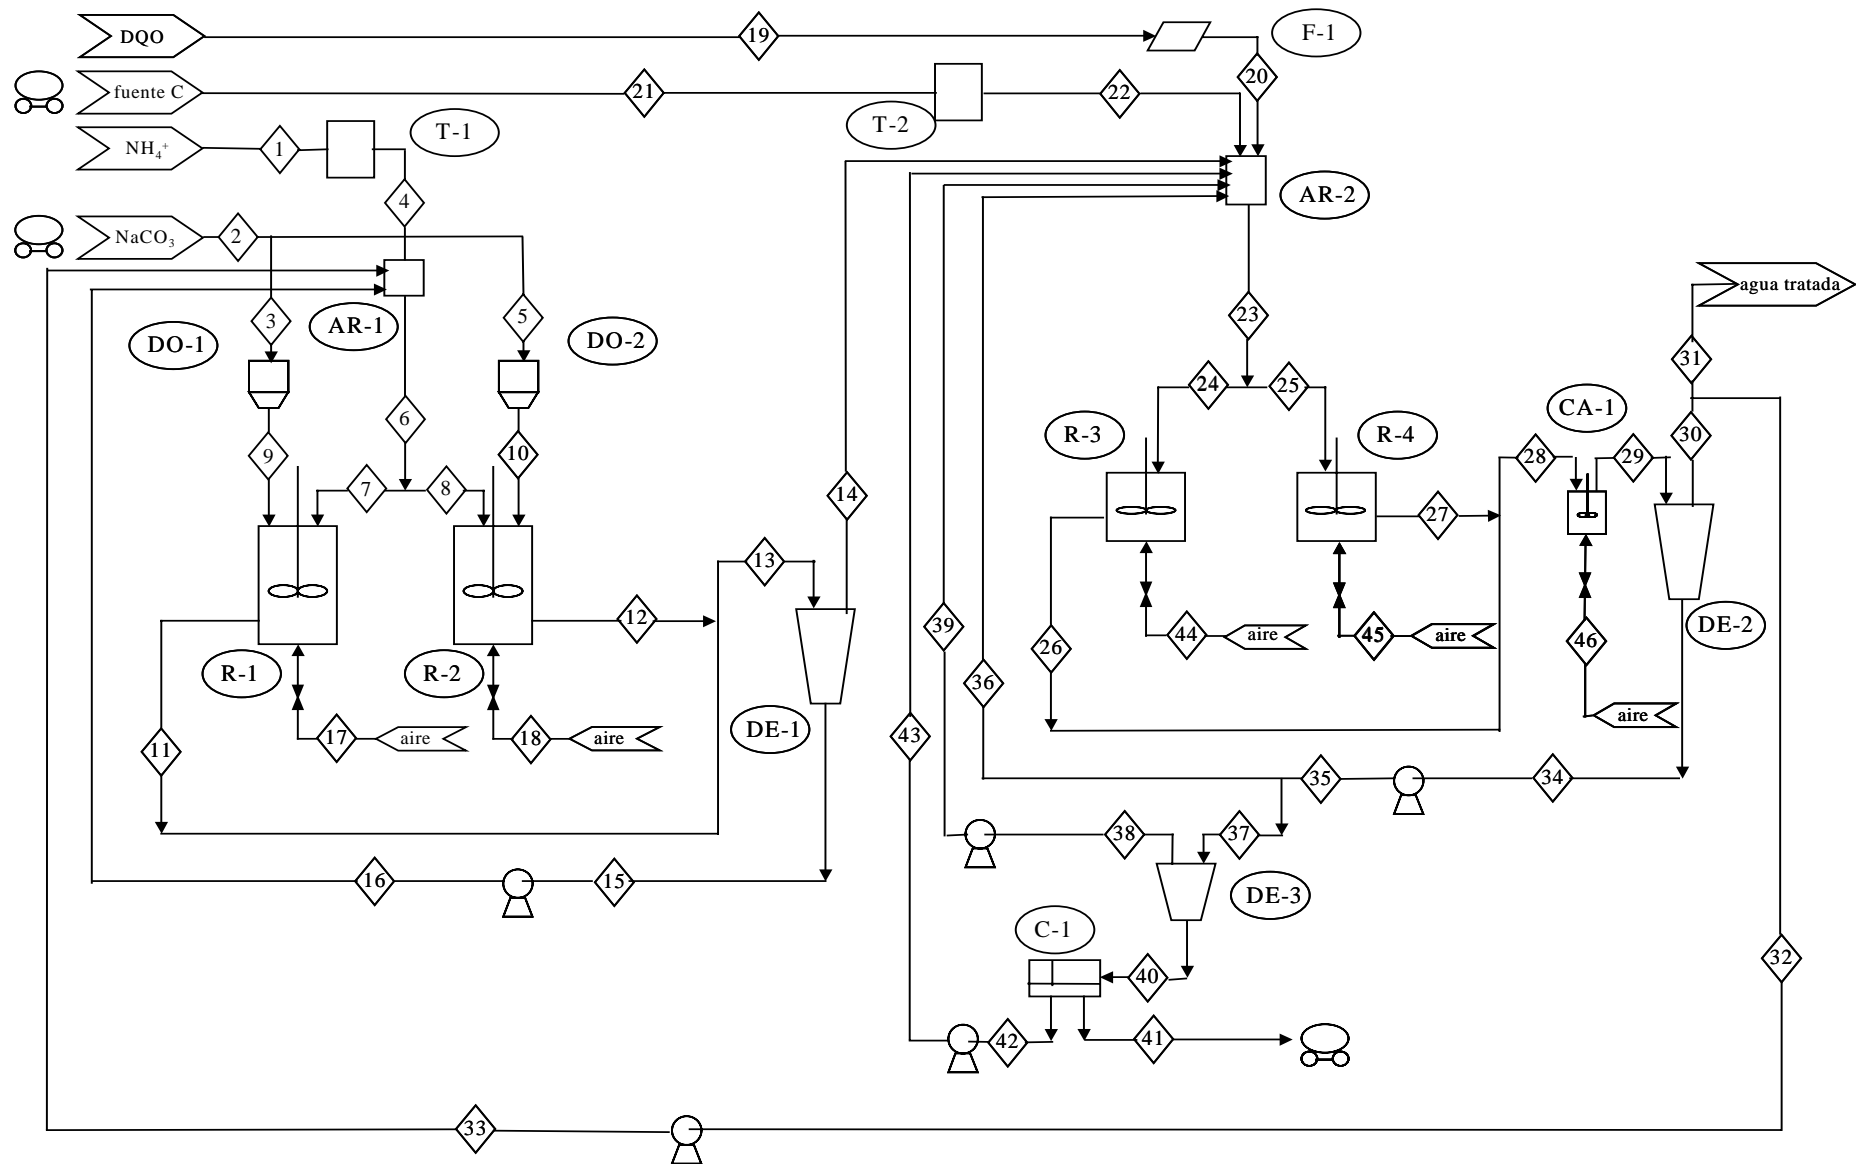 DQO
19
F-1
fuente C
21
T-2
22
20
NH₄⁺
1
T-1
4
AR-2
NaCO₃
2
3
AR-1
5
DO-1
DO-2
6
9
10
7
8
R-1
R-2
11
12
13
14
17
aire
18
aire
DE-1
16
15
23
24
25
R-3
R-4
26
27
44
aire
45
aire
28
CA-1
29
30
31
agua tratada
46
aire
DE-2
39
36
43
35
34
38
37
DE-3
C-1
40
42
41
32
33